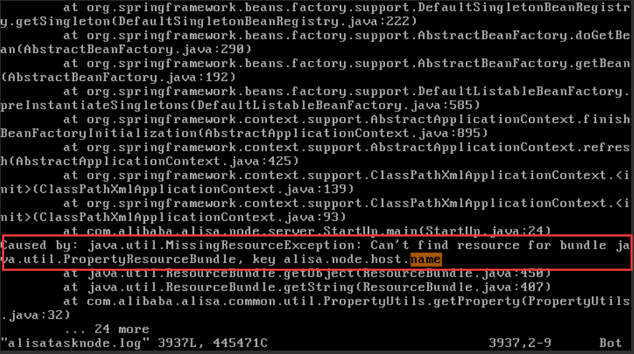 at org.springframework.beans.factory.support.DefaultSingletonBeanRegistr
y.getSingleton(DefaultSingletonBeanRegistry.java:222)
at org.springframework.beans.factory.support.AbstractBeanFactory.doGetBe
an(AbstractBeanFactory.java:290)
at org.springframework.beans.factory.support.AbstractBeanFactory.getBean
(AbstractBeanFactory.java:192)
at org.springframework.beans.factory.support.DefaultListableBeanFactory.
preInstantiateSingletons(DefaultListableBeanFactory.java:585)
at org.springframework.context.support.AbstractApplicationContext.finish
BeanFactoryInitialization(AbstractApplicationContext.java:895)
at org.springframework.context.support.AbstractApplicationContext.refres
h(AbstractApplicationContext.java:425)
at org.springframework.context.support.ClassPathXmlApplicationContext.<i
nit>(ClassPathXmlApplicationContext.java:139)
at org.springframework.context.support.ClassPathXmlApplicationContext.<i
nit>(ClassPathXmlApplicationContext.java:93)
at com.alibaba.alisa.node.server.StartUp.main(StartUp.java:24)
Caused by: java.util.MissingResourceException: Can't find resource for bundle ja
va.util.PropertyResourceBundle, key alisa.node.host.name
at java.util.ResourceBundle.getObject(ResourceBundle.java:450)
at java.util.ResourceBundle.getString(ResourceBundle.java:407)
at com.alibaba.alisa.common.util.PropertyUtils.getProperty(PropertyUtils
.java:32)
... 24 more
"alisatasknode.log" 3937L, 445471C 3937,2-9 Bot